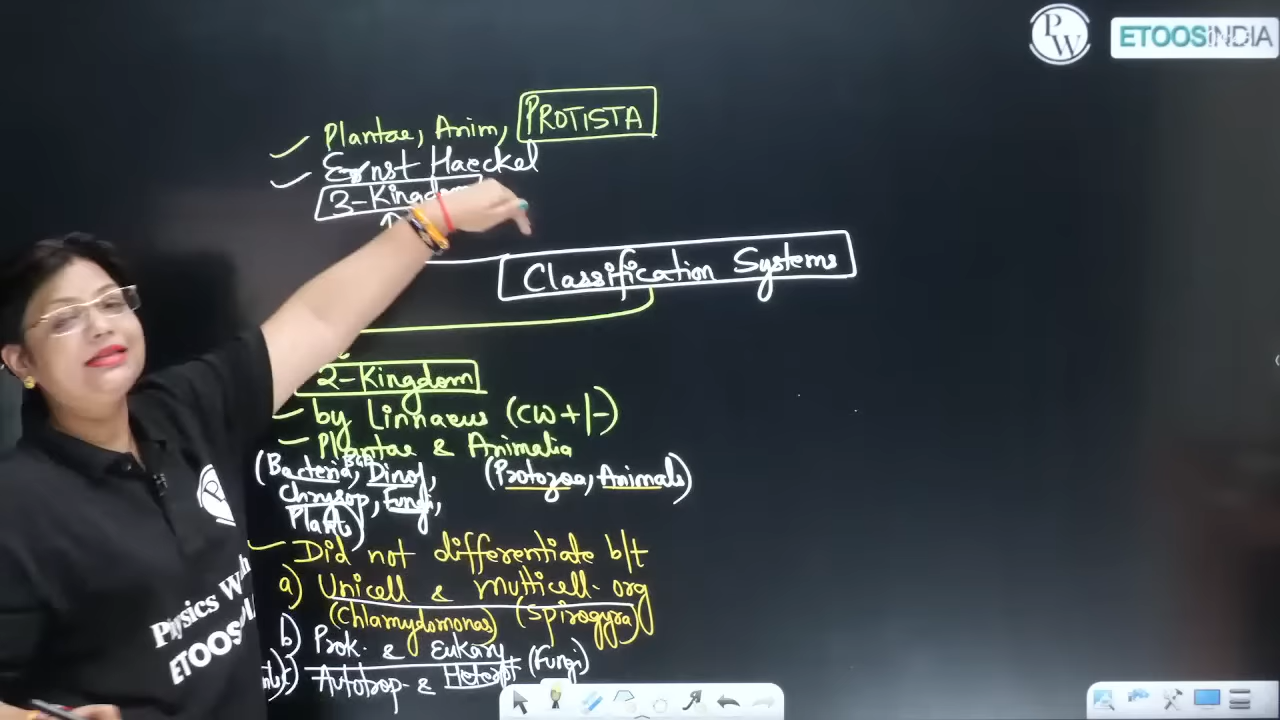 PW
ETOOSINDIA
Plantae, Anim, PROTISTA
Ernst Haeckel
3-Kingdom
Classification Systems
2-Kingdom
by Linnaeus (CW+/-)
Plantae & Animalia
(Bacteria, BGA, Dinof, (Protozoa, Animals)
Chrysop, Fungi,
Plants)
Did not differentiate b/t
a) Unicell & Multicell. org
(Chlamydomonas) (Spirogyra)
b) Prok. & Eukary
c) Autotrop- & Heterot (Fungi)
Physics W
ETOOS